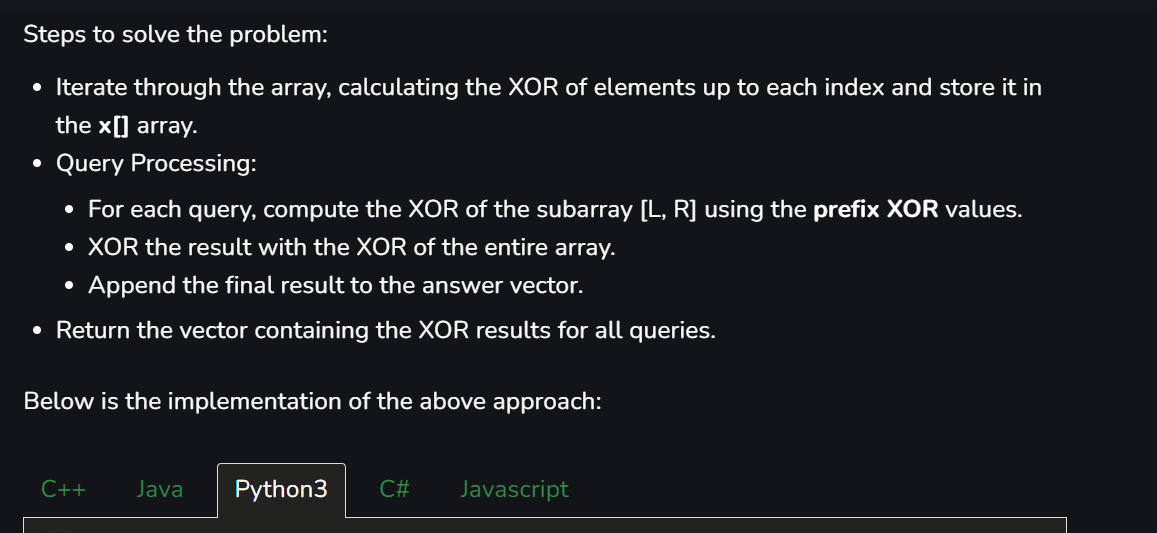 Steps to solve the problem:
• Iterate through the array, calculating the XOR of elements up to each index and store it in
the x[] array.
• Query Processing:
• For each query, compute the XOR of the subarray [L, R] using the prefix XOR values.
• XOR the result with the XOR of the entire array.
• Append the final result to the answer vector.
• Return the vector containing the XOR results for all queries.
Below is the implementation of the above approach:
C++ Java Python3 C# Javascript